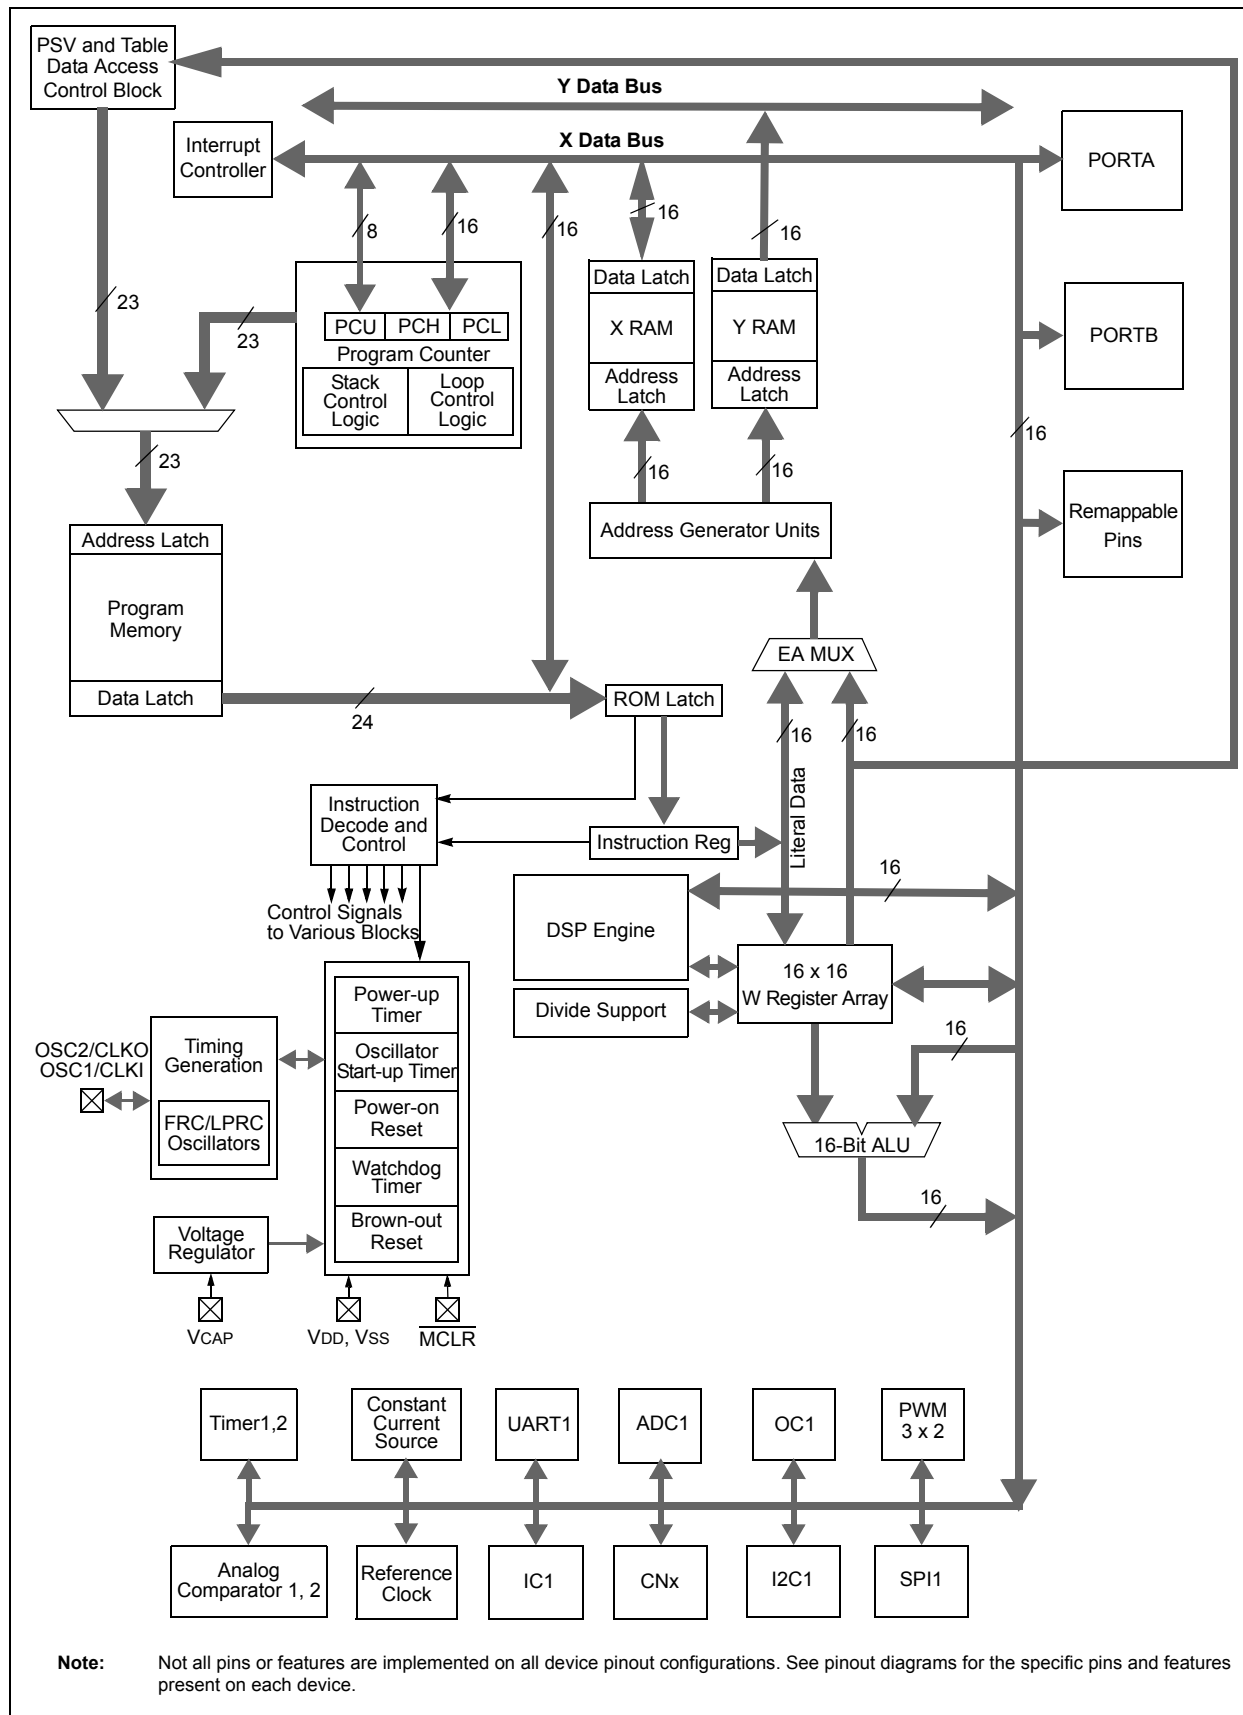 PSV and Table
Data Access
Control Block
Y Data Bus
Interrupt
Controller
X Data Bus
PORTA
8
16
16
16
16
Data Latch
X RAM
Address
Latch
Data Latch
Y RAM
Address
Latch
23
23
PCU
PCH
PCL
Program Counter
Stack
Control
Logic
Loop
Control
Logic
PORTB
16
23
16
16
Address Generator Units
Remappable
Pins
Address Latch
Program
Memory
Data Latch
24
EA MUX
ROM Latch
16
16
Literal Data
Instruction
Decode and
Control
Instruction Reg
Control Signals
to Various Blocks
16
DSP Engine
16 x 16
W Register Array
Divide Support
Power-up
Timer
Oscillator
Start-up Timer
Power-on
Reset
Watchdog
Timer
Brown-out
Reset
OSC2/CLKO
OSC1/CLKI
Timing
Generation
FRC/LPRC
Oscillators
16
16-Bit ALU
16
Voltage
Regulator
VCAP
VDD, VSS
MCLR
Timer1,2
Constant
Current
Source
UART1
ADC1
OC1
PWM
3 x 2
Analog
Comparator 1, 2
Reference
Clock
IC1
CNx
I2C1
SPI1
Note: Not all pins or features are implemented on all device pinout configurations. See pinout diagrams for the specific pins and features
present on each device.